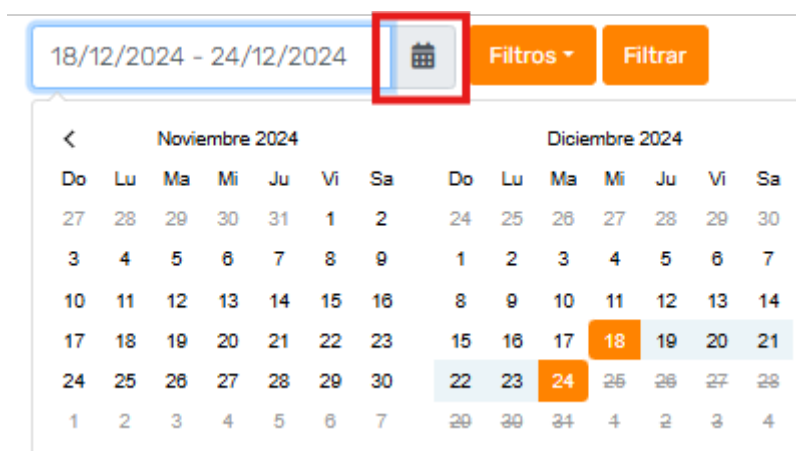 18/12/2024 - 24/12/2024 Filtros Filtrar
Noviembre 2024 Diciembre 2024
Do Lu Ma Mi Ju Vi Sa Do Lu Ma Mi Ju Vi Sa
27 28 29 30 31 1 2 24 25 26 27 28 29 30
3 4 5 6 7 8 9 1 2 3 4 5 6 7
10 11 12 13 14 15 16 8 9 10 11 12 13 14
17 18 19 20 21 22 23 15 16 17 18 19 20 21
24 25 26 27 28 29 30 22 23 24 25 26 27 28
1 2 3 4 5 6 7 29 30 31 1 2 3 4